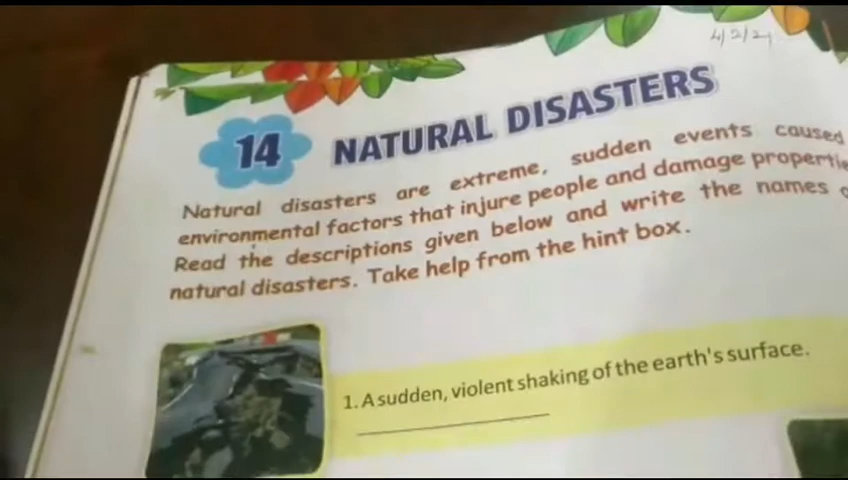 4/2/21
14 NATURAL DISASTERS
Natural disasters are extreme, sudden events caused
environmental factors that injure people and damage properti
Read the descriptions given below and write the names
natural disasters. Take help from the hint box.
1. A sudden, violent shaking of the earth's surface.